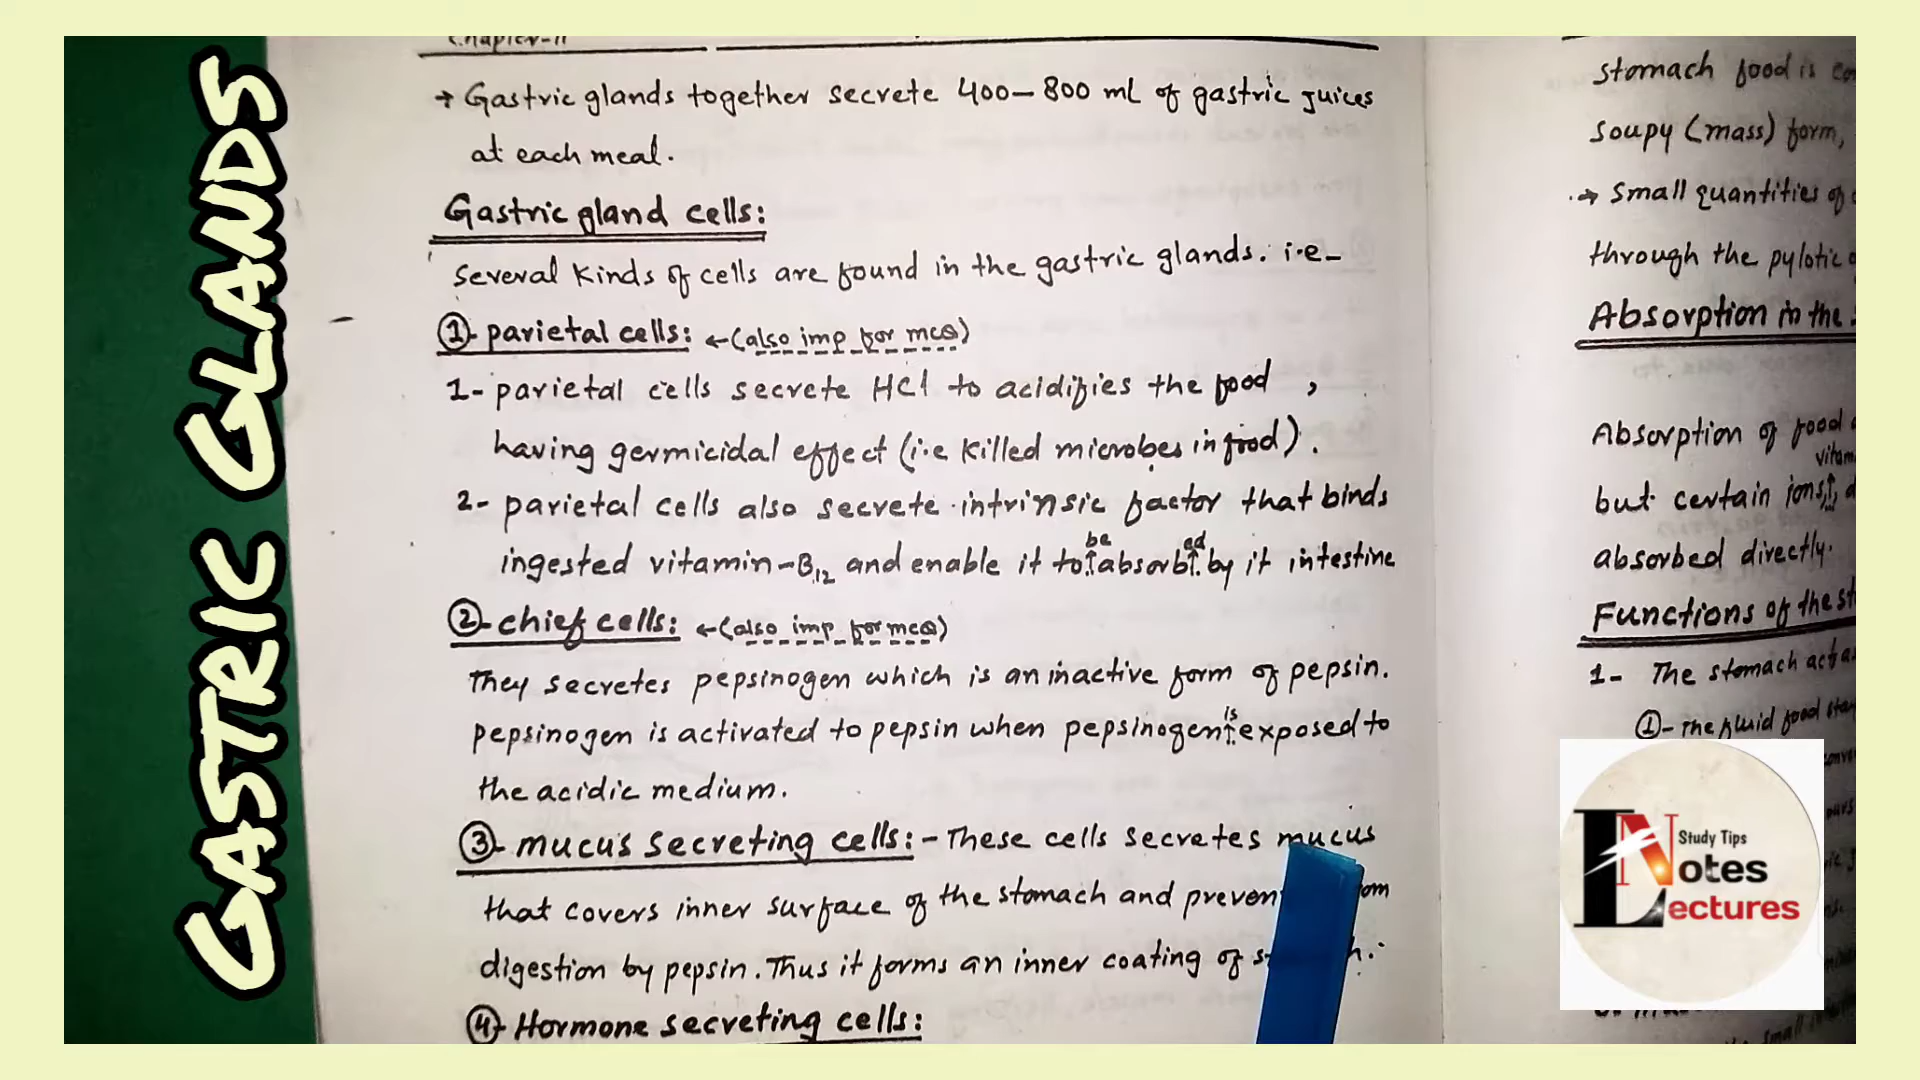 GASTRIC GLANDS
Chapter-11
→ Gastric glands together secrete 400-800 ml of gastric juices
at each meal.
Gastric gland cells:
Several kinds of cells are found in the gastric glands. i.e-
①- parietal cells: ←(also imp for mcq)
1- parietal cells secrete HCl to acidifies the food ,
having germicidal effect (i.e killed microbes in food).
2- parietal cells also secrete intrinsic factor that binds
ingested vitamin-B12 and enable it to be absorbed by it intestine
②- chief cells: ←(also imp for mcq)
They secretes pepsinogen which is an inactive form of pepsin.
pepsinogen is activated to pepsin when pepsinogen is exposed to
the acidic medium.
③- mucus secreting cells:- These cells secretes mucus
that covers inner surface of the stomach and prevent
digestion by pepsin. Thus it forms an inner coating of
④- Hormone secreting cells:
stomach food is
soupy (mass) form,
→ Small quantities of
through the pylotic
Absorption in the
Absorption of food
but certain ions, vitam
absorbed directly.
Functions of the st
1- The stomach act as
①- The fluid food stay
Study Tips
Notes
Lectures